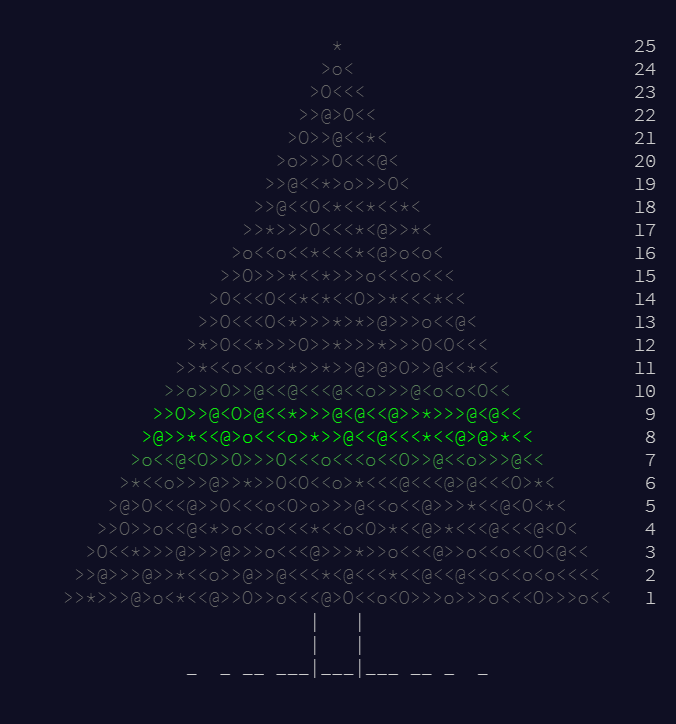 * 25
>o< 24
>O<<< 23
>>@>O<< 22
>O>>@<<*< 21
>o>>>O<<<@< 20
>>@<<*>o>>>O< 19
>>@<<O<*<<*<<*< 18
>>*>>>O<<<*<@>>*< 17
>o<<o<<*<<<*<@>o<o< 16
>>O>>>*<<*>>>o<<<o<<< 15
>O<<<O<<*<*<<O>>*<<<*<< 14
>>O<<<O<*>>>*>*>@>>>o<<@< 13
>*>O<<*>>>O>>*>>>*>>>O<O<<< 12
>>*<<o<<o<*>>*>>@>@>O>>@<<*<< 11
>>o>>O>>@<<@<<<@<<o>>>@<o<o<O<< 10
>>O>>@<O>@<<*>>>@<@<<@>>*>>>@<@<< 9
>@>>*<<@>o<<<o>*>>@<<@<<<*<<@>@>*<< 8
>o<<@<O>>O>>>O<<<o<<<o<<O>>@<<o>>>@<< 7
>*<<o>>>@>>*>>O<O<<o>*<<<@<<<@>@<<<O>*< 6
>@>O<<<@>>O<<<o<O>o>>>@<<o<<@>>>*<<@<O<*< 5
>>O>>o<<@<*>o<<o<<<*<<o<O>*<<@>*<<<@<<<@<O< 4
>O<<*>>>@>>>@>>>o<<<@>>>*>>o<<<@>>o<<o<<O<@<< 3
>>@>>>@>>*<<o>>@>>@<<<*<@<<<*<<@<<@<<o<<o<o<<<< 2
>>*>>>@>o<*<<@>>O>>o<<<@>O<<o<O>>>o>>>o<<<O>>>o<< 1
| |
| |
_ _ __ ___|___|___ __ _ _